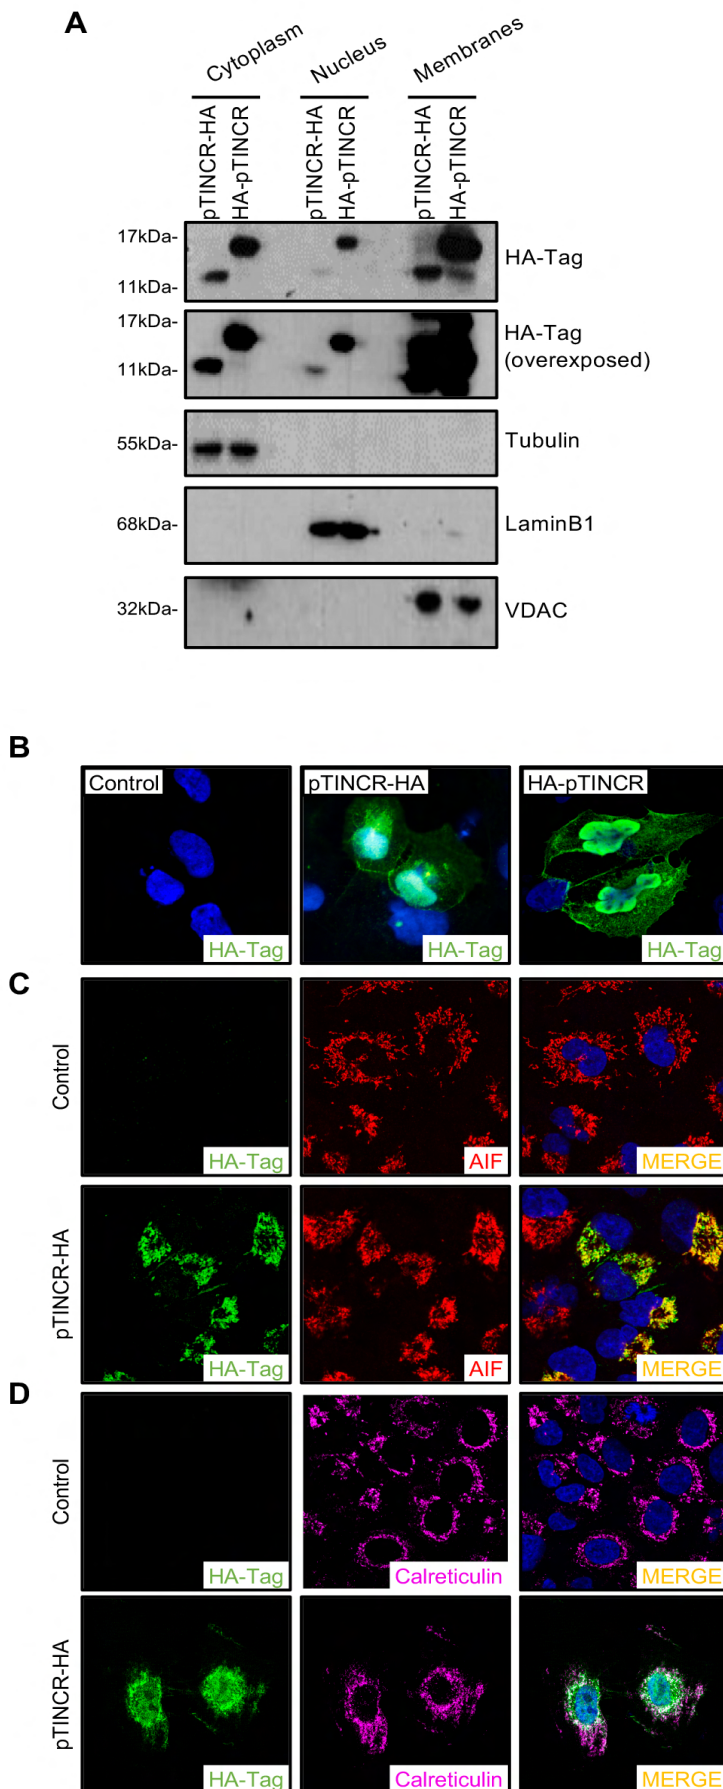 A
Cytoplasm
Nucleus
Membranes
pTINCR-HA
HA-pTINCR
pTINCR-HA
HA-pTINCR
pTINCR-HA
HA-pTINCR
17kDa-
11kDa-
HA-Tag
17kDa-
11kDa-
HA-Tag
(overexposed)
55kDa-
Tubulin
68kDa-
LaminB1
32kDa-
VDAC
B
Control
HA-Tag
pTINCR-HA
HA-Tag
HA-pTINCR
HA-Tag
C
Control
HA-Tag
AIF
MERGE
pTINCR-HA
HA-Tag
AIF
MERGE
D
Control
HA-Tag
Calreticulin
MERGE
pTINCR-HA
HA-Tag
Calreticulin
MERGE